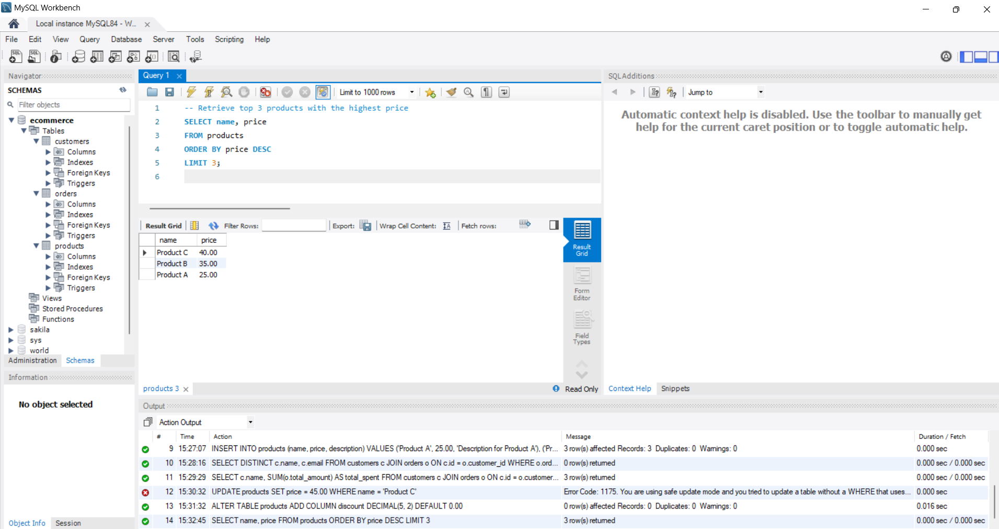 MySQL Workbench
Local instance MySQL84 - W...
File Edit View Query Database Server Tools Scripting Help
Navigator
SCHEMAS
Filter objects
ecommerce
Tables
customers
Columns
Indexes
Foreign Keys
Triggers
orders
Columns
Indexes
Foreign Keys
Triggers
products
Columns
Indexes
Foreign Keys
Triggers
Views
Stored Procedures
Functions
sakila
sys
world
Administration Schemas
Information
No object selected
Object Info Session
Query 1
Limit to 1000 rows
1 -- Retrieve top 3 products with the highest price
2 SELECT name, price
3 FROM products
4 ORDER BY price DESC
5 LIMIT 3;
6
Result Grid Filter Rows: Export: Wrap Cell Content: Fetch rows:
name price
Product C 40.00
Product B 35.00
Product A 25.00
Result
Grid
Form
Editor
Field
Types
products 3 Read Only
SQLAdditions
Jump to
Automatic context help is disabled. Use the toolbar to manually get
help for the current caret position or to toggle automatic help.
Context Help Snippets
Output
Action Output
# Time Action Message Duration / Fetch
9 15:27:07 INSERT INTO products (name, price, description) VALUES ('Product A', 25.00, 'Description for Product A'), ('Pr... 3 row(s) affected Records: 3 Duplicates: 0 Warnings: 0 0.000 sec
10 15:28:16 SELECT DISTINCT c.name, c.email FROM customers c JOIN orders o ON c.id = o.customer_id WHERE o.ord... 0 row(s) returned 0.000 sec / 0.000 sec
11 15:29:29 SELECT c.name, SUM(o.total_amount) AS total_spent FROM customers c JOIN orders o ON c.id = o.customer... 3 row(s) returned 0.000 sec / 0.000 sec
12 15:30:32 UPDATE products SET price = 45.00 WHERE name = 'Product C' Error Code: 1175. You are using safe update mode and you tried to update a table without a WHERE that uses... 0.000 sec
13 15:31:32 ALTER TABLE products ADD COLUMN discount DECIMAL(5, 2) DEFAULT 0.00 0 row(s) affected Records: 0 Duplicates: 0 Warnings: 0 0.016 sec
14 15:32:45 SELECT name, price FROM products ORDER BY price DESC LIMIT 3 3 row(s) returned 0.000 sec / 0.000 sec